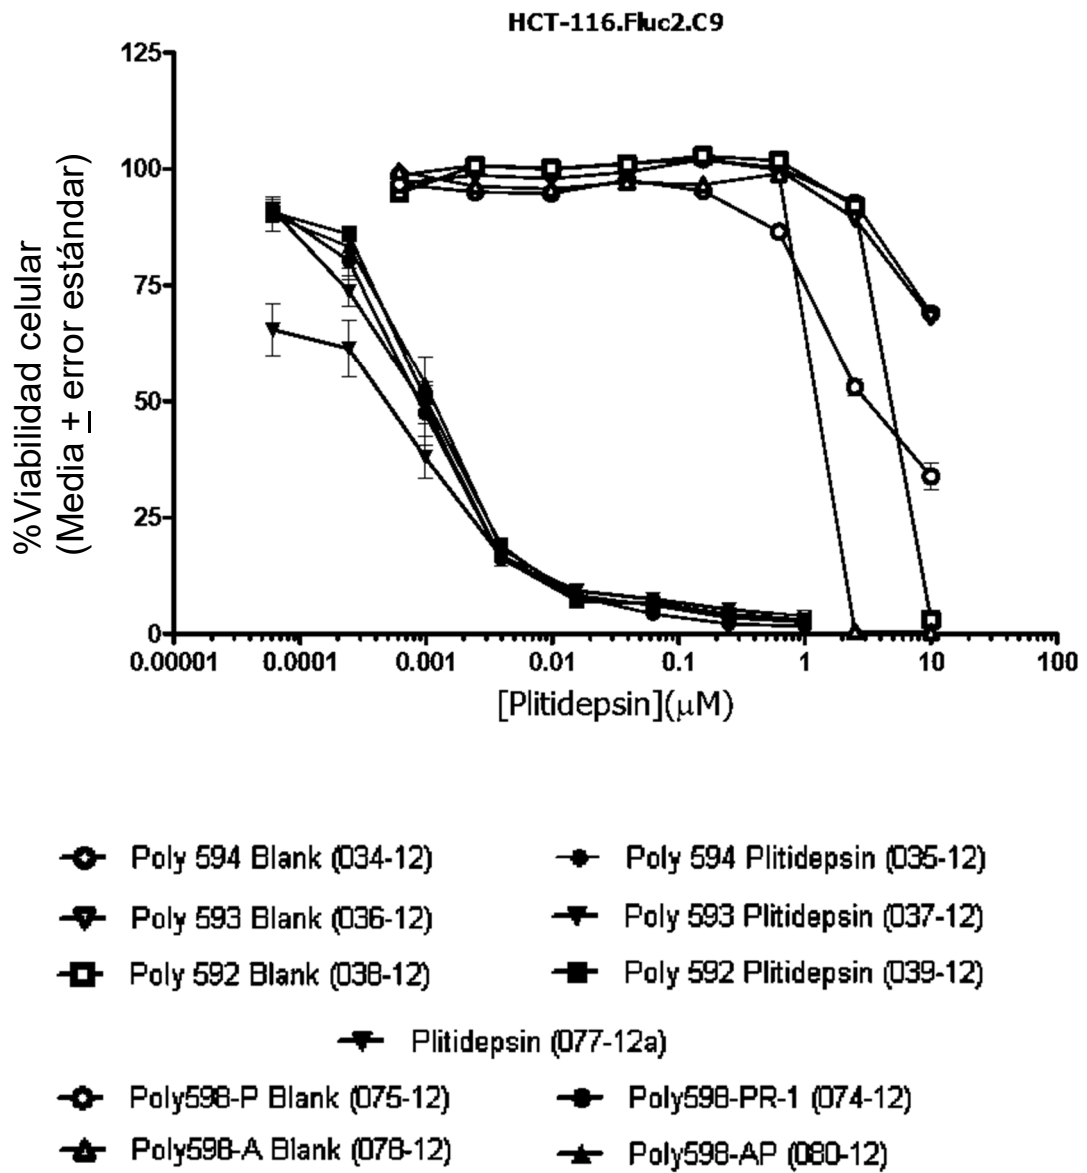 HCT-116.Fluc2.C9
%Viabilidad celular
(Media + error estándar)
125
100
75
50
25
0
0.00001 0.0001 0.001 0.01 0.1 1 10 100
[Plitidepsin](μM)
Poly 594 Blank (034-12) Poly 594 Plitidepsin (035-12)
Poly 593 Blank (036-12) Poly 593 Plitidepsin (037-12)
Poly 592 Blank (038-12) Poly 592 Plitidepsin (039-12)
Plitidepsin (077-12a)
Poly598-P Blank (075-12) Poly598-PR-1 (074-12)
Poly598-A Blank (078-12) Poly598-AP (080-12)